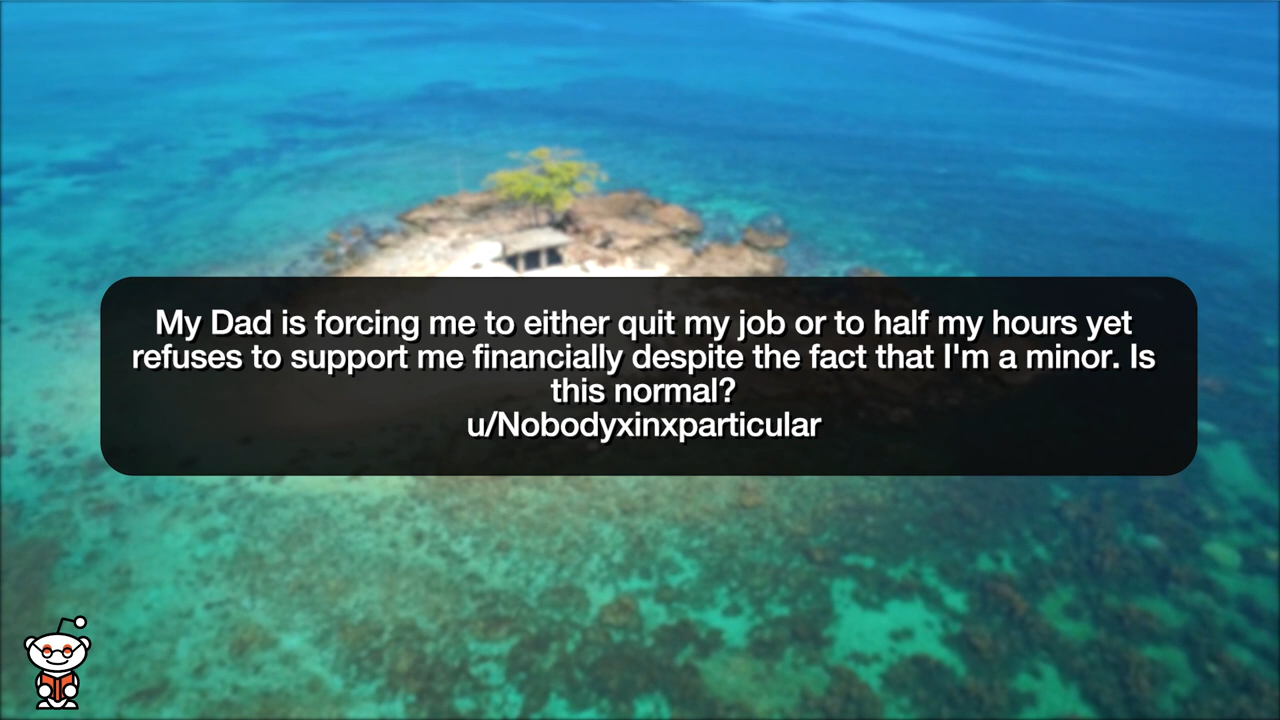 My Dad is forcing me to either quit my job or to half my hours yet
refuses to support me financially despite the fact that I'm a minor. Is
this normal?
u/Nobodyxinxparticular